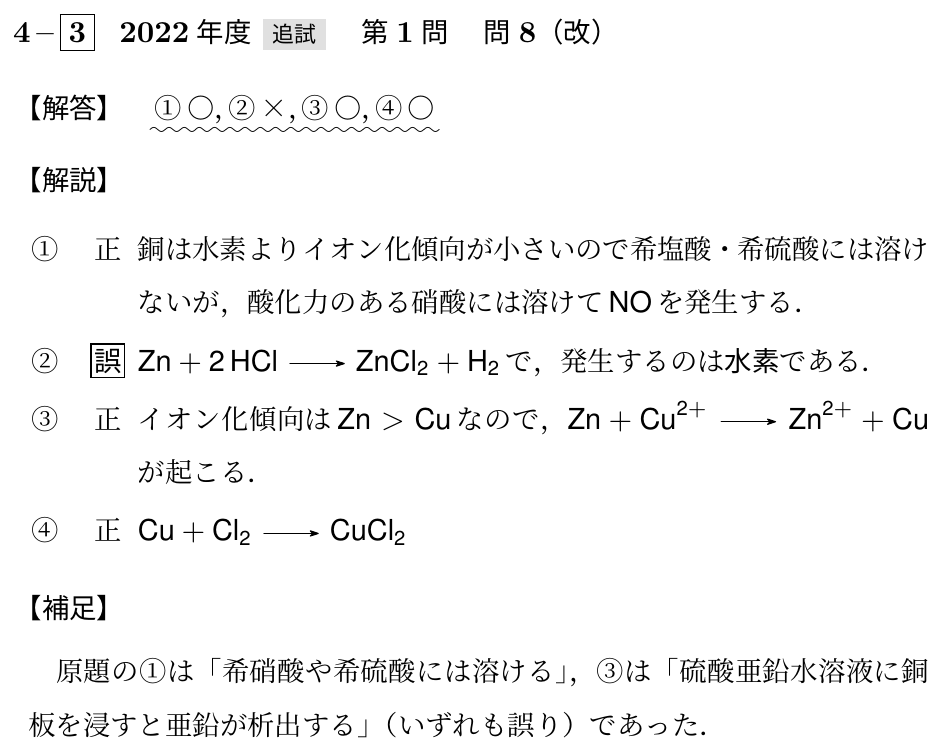 4–3 2022年度 追試 第1問 問8（改）
【解答】 ①○,②×,③○,④○
【解説】
① 正 銅は水素よりイオン化傾向が小さいので希塩酸・希硫酸には溶け
ないが，酸化力のある硝酸には溶けてNOを発生する．
② 誤 Zn + 2 HCl ⟶ ZnCl₂ + H₂で，発生するのは水素である．
③ 正 イオン化傾向はZn > Cuなので，Zn + Cu²⁺ ⟶ Zn²⁺ + Cu
が起こる．
④ 正 Cu + Cl₂ ⟶ CuCl₂
【補足】
原題の①は「希硝酸や希硫酸には溶ける」，③は「硫酸亜鉛水溶液に銅
板を浸すと亜鉛が析出する」（いずれも誤り）であった．